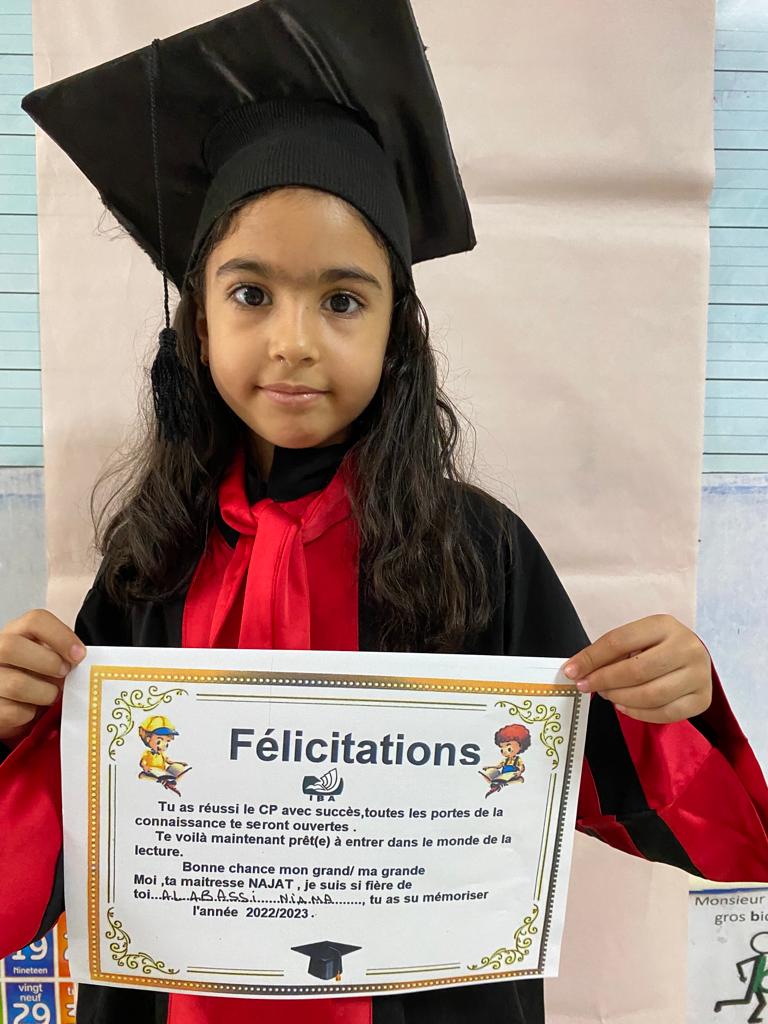 Félicitations
IBA
Tu as réussi le CP avec succès,toutes les portes de la
connaissance te seront ouvertes .
Te voilà maintenant prêt(e) à entrer dans le monde de la
lecture.
Bonne chance mon grand/ ma grande
Moi ,ta maitresse NAJAT , je suis si fière de
toi...AL ABASSI......NIAMA........, tu as su mémoriser
l'année 2022/2023.
19
Nineteen
vingt
neuf
29
Monsieur
gros